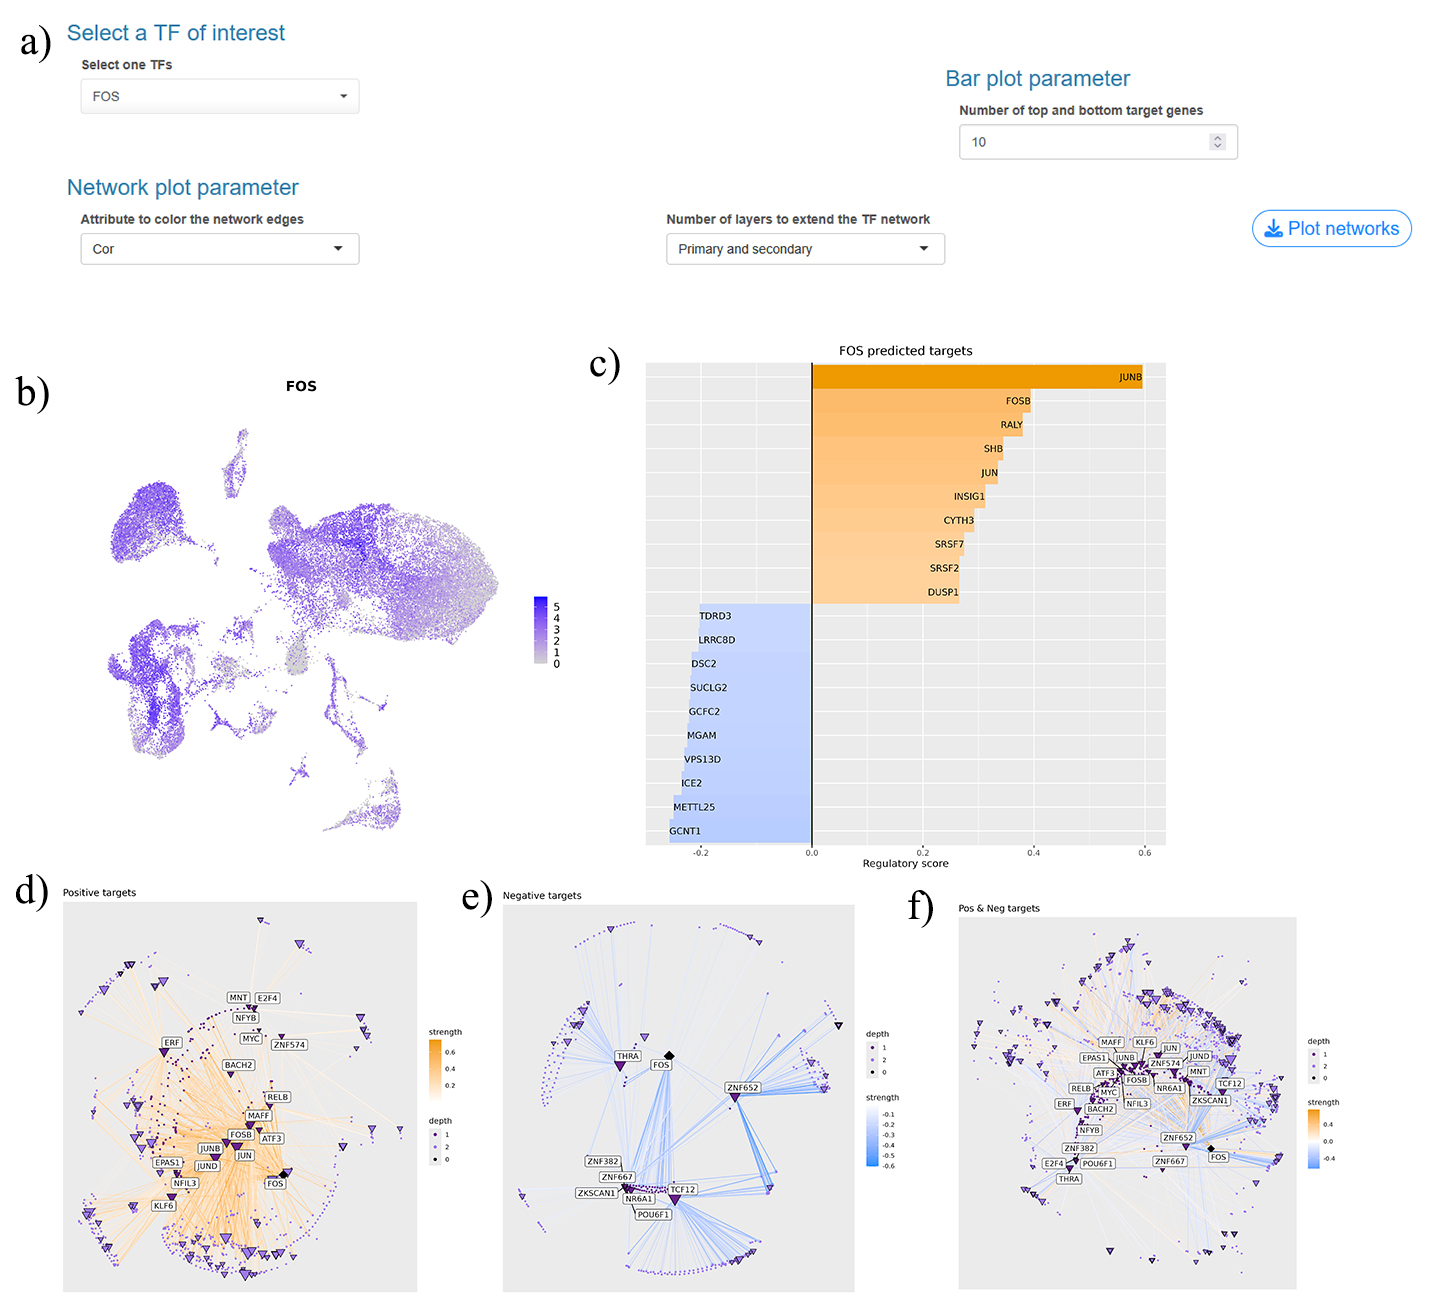 a)
Select a TF of interest
Select one TFs
FOS
Bar plot parameter
Number of top and bottom target genes
10
Network plot parameter
Attribute to color the network edges
Cor
Number of layers to extend the TF network
Primary and secondary
Plot networks
b)
FOS
5
4
3
2
1
0
c)
FOS predicted targets
JUNB
FOSB
RALY
SHB
JUN
INSIG1
CYTH3
SRSF7
SRSF2
DUSP1
TDRD3
LRRC8D
DSC2
SUCLG2
GCFC2
MGAM
VPS13D
ICE2
METTL25
GCNT1
-0.2 0.0 0.2 0.4 0.6
Regulatory score
d)
Positive targets
MNT E2F4
NFYB
MYC
ZNF574
ERF
BACH2
RELB
MAFF
FOSB ATF3
JUNB JUN
EPAS1 JUND
NFIL3 FOS
KLF6
strength
0.6
0.4
0.2
depth
1
2
0
e)
Negative targets
THRA
FOS
ZNF652
ZNF382
ZNF667
ZKSCAN1 NR6A1 TCF12
POU6F1
depth
1
2
0
strength
-0.1
-0.2
-0.3
-0.4
-0.5
-0.6
f)
Pos & Neg targets
MAFF KLF6 JUN
EPAS1 JUNB ZNF574 JUND
ATF3 FOSB MNT
RELB MYC NR6A1 TCF12
ERF BACH2 NFIL3 ZKSCAN1
NFYB
ZNF652
ZNF382 FOS
E2F4 POU6F1 ZNF667
THRA
depth
1
2
0
strength
0.4
0.0
-0.4